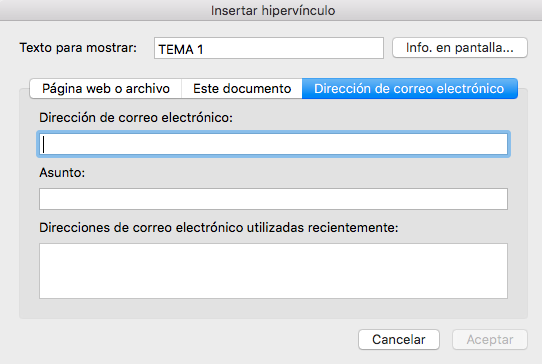 Insertar hipervínculo
Texto para mostrar: TEMA 1 Info. en pantalla...
Página web o archivo Este documento Dirección de correo electrónico
Dirección de correo electrónico:
Asunto:
Direcciones de correo electrónico utilizadas recientemente:
Cancelar Aceptar